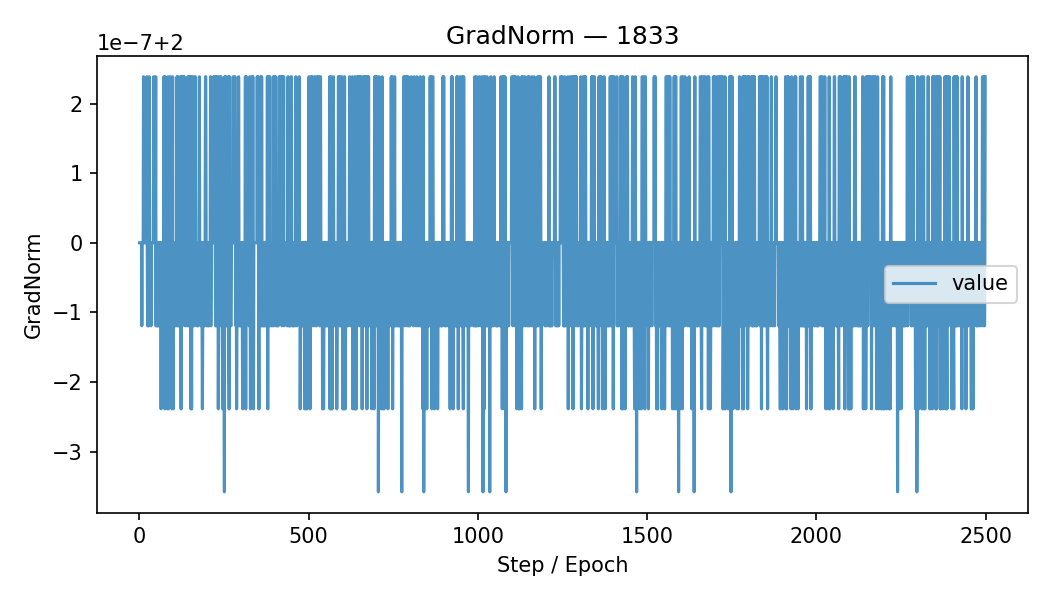 GradNorm — 1833
1e−7+2
2
1
0
−1
−2
−3
GradNorm
value
0 500 1000 1500 2000 2500
Step / Epoch